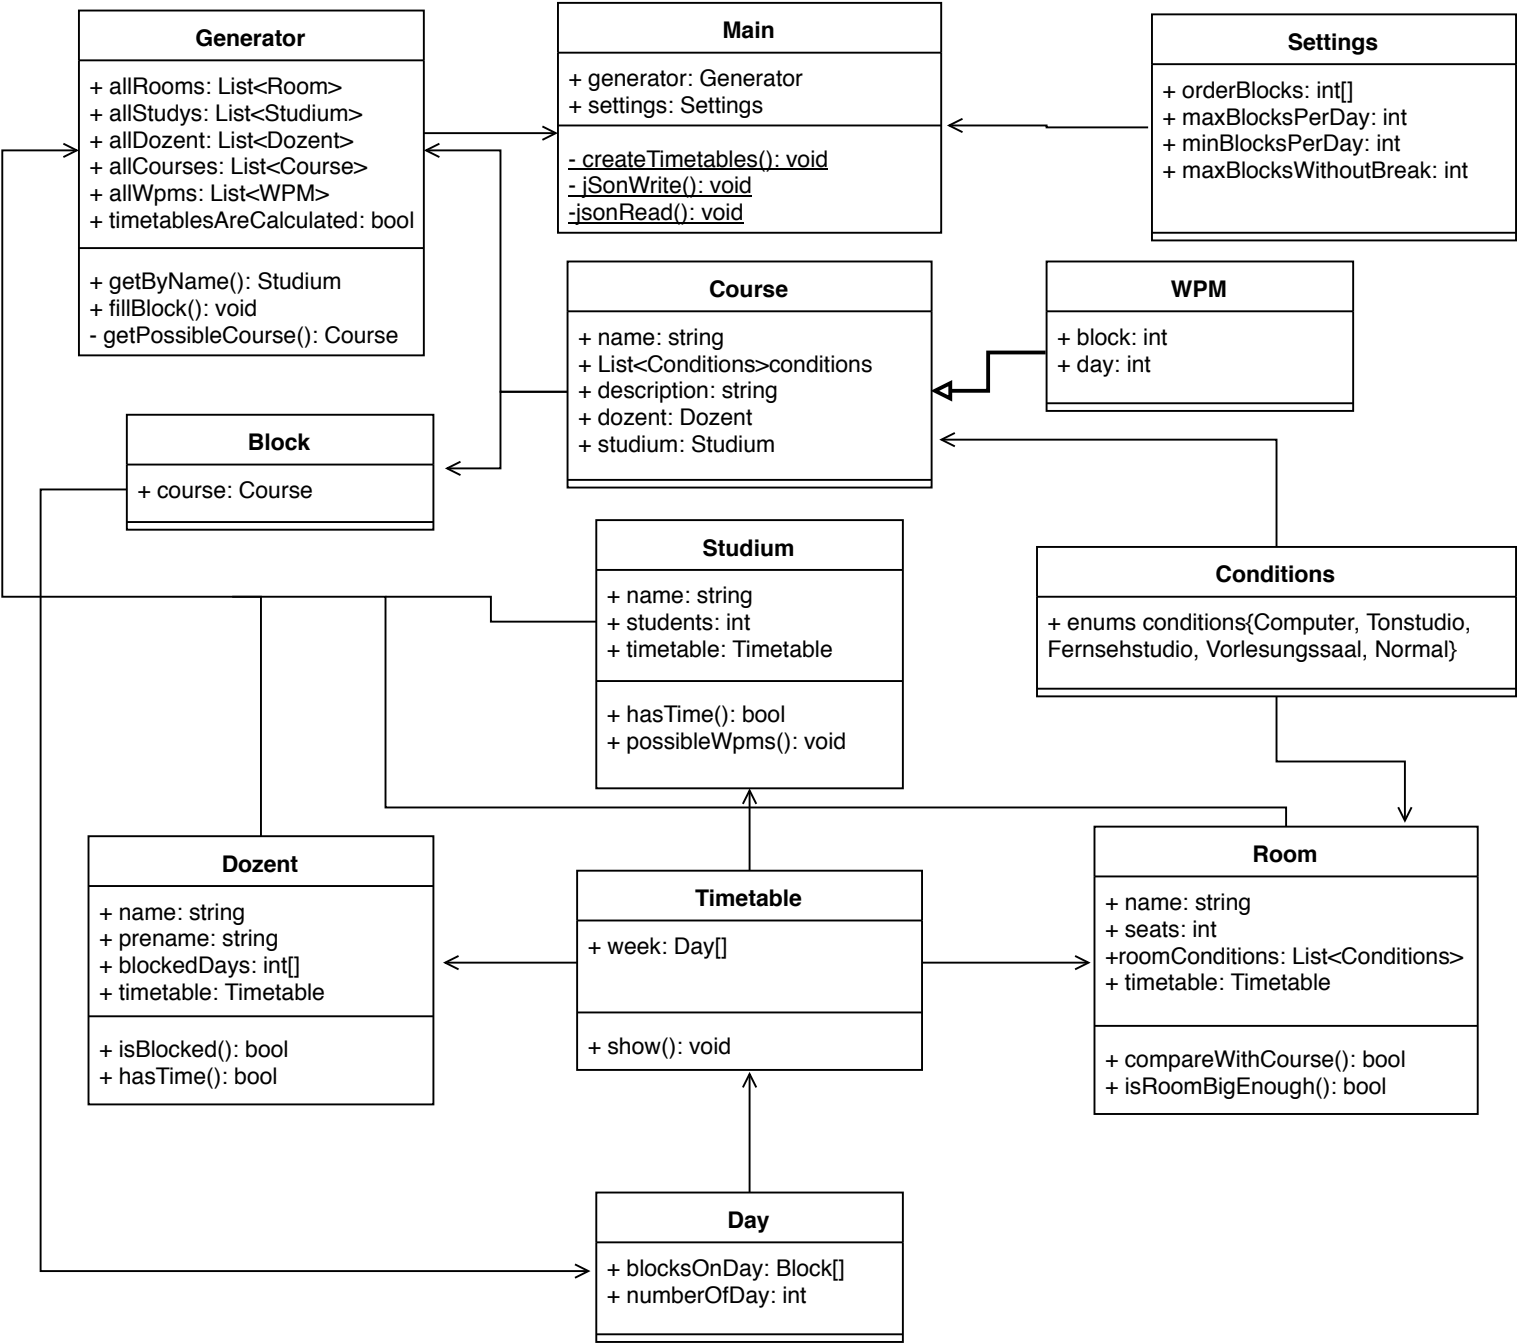 Generator
+ allRooms: List<Room>
+ allStudys: List<Studium>
+ allDozent: List<Dozent>
+ allCourses: List<Course>
+ allWpms: List<WPM>
+ timetablesAreCalculated: bool
+ getByName(): Studium
+ fillBlock(): void
- getPossibleCourse(): Course
Main
+ generator: Generator
+ settings: Settings
- createTimetables(): void
- jSonWrite(): void
-jsonRead(): void
Settings
+ orderBlocks: int[]
+ maxBlocksPerDay: int
+ minBlocksPerDay: int
+ maxBlocksWithoutBreak: int
Course
+ name: string
+ List<Conditions>conditions
+ description: string
+ dozent: Dozent
+ studium: Studium
WPM
+ block: int
+ day: int
Block
+ course: Course
Studium
+ name: string
+ students: int
+ timetable: Timetable
+ hasTime(): bool
+ possibleWpms(): void
Conditions
+ enums conditions{Computer, Tonstudio,
Fernsehstudio, Vorlesungssaal, Normal}
Dozent
+ name: string
+ prename: string
+ blockedDays: int[]
+ timetable: Timetable
+ isBlocked(): bool
+ hasTime(): bool
Timetable
+ week: Day[]
+ show(): void
Room
+ name: string
+ seats: int
+roomConditions: List<Conditions>
+ timetable: Timetable
+ compareWithCourse(): bool
+ isRoomBigEnough(): bool
Day
+ blocksOnDay: Block[]
+ numberOfDay: int